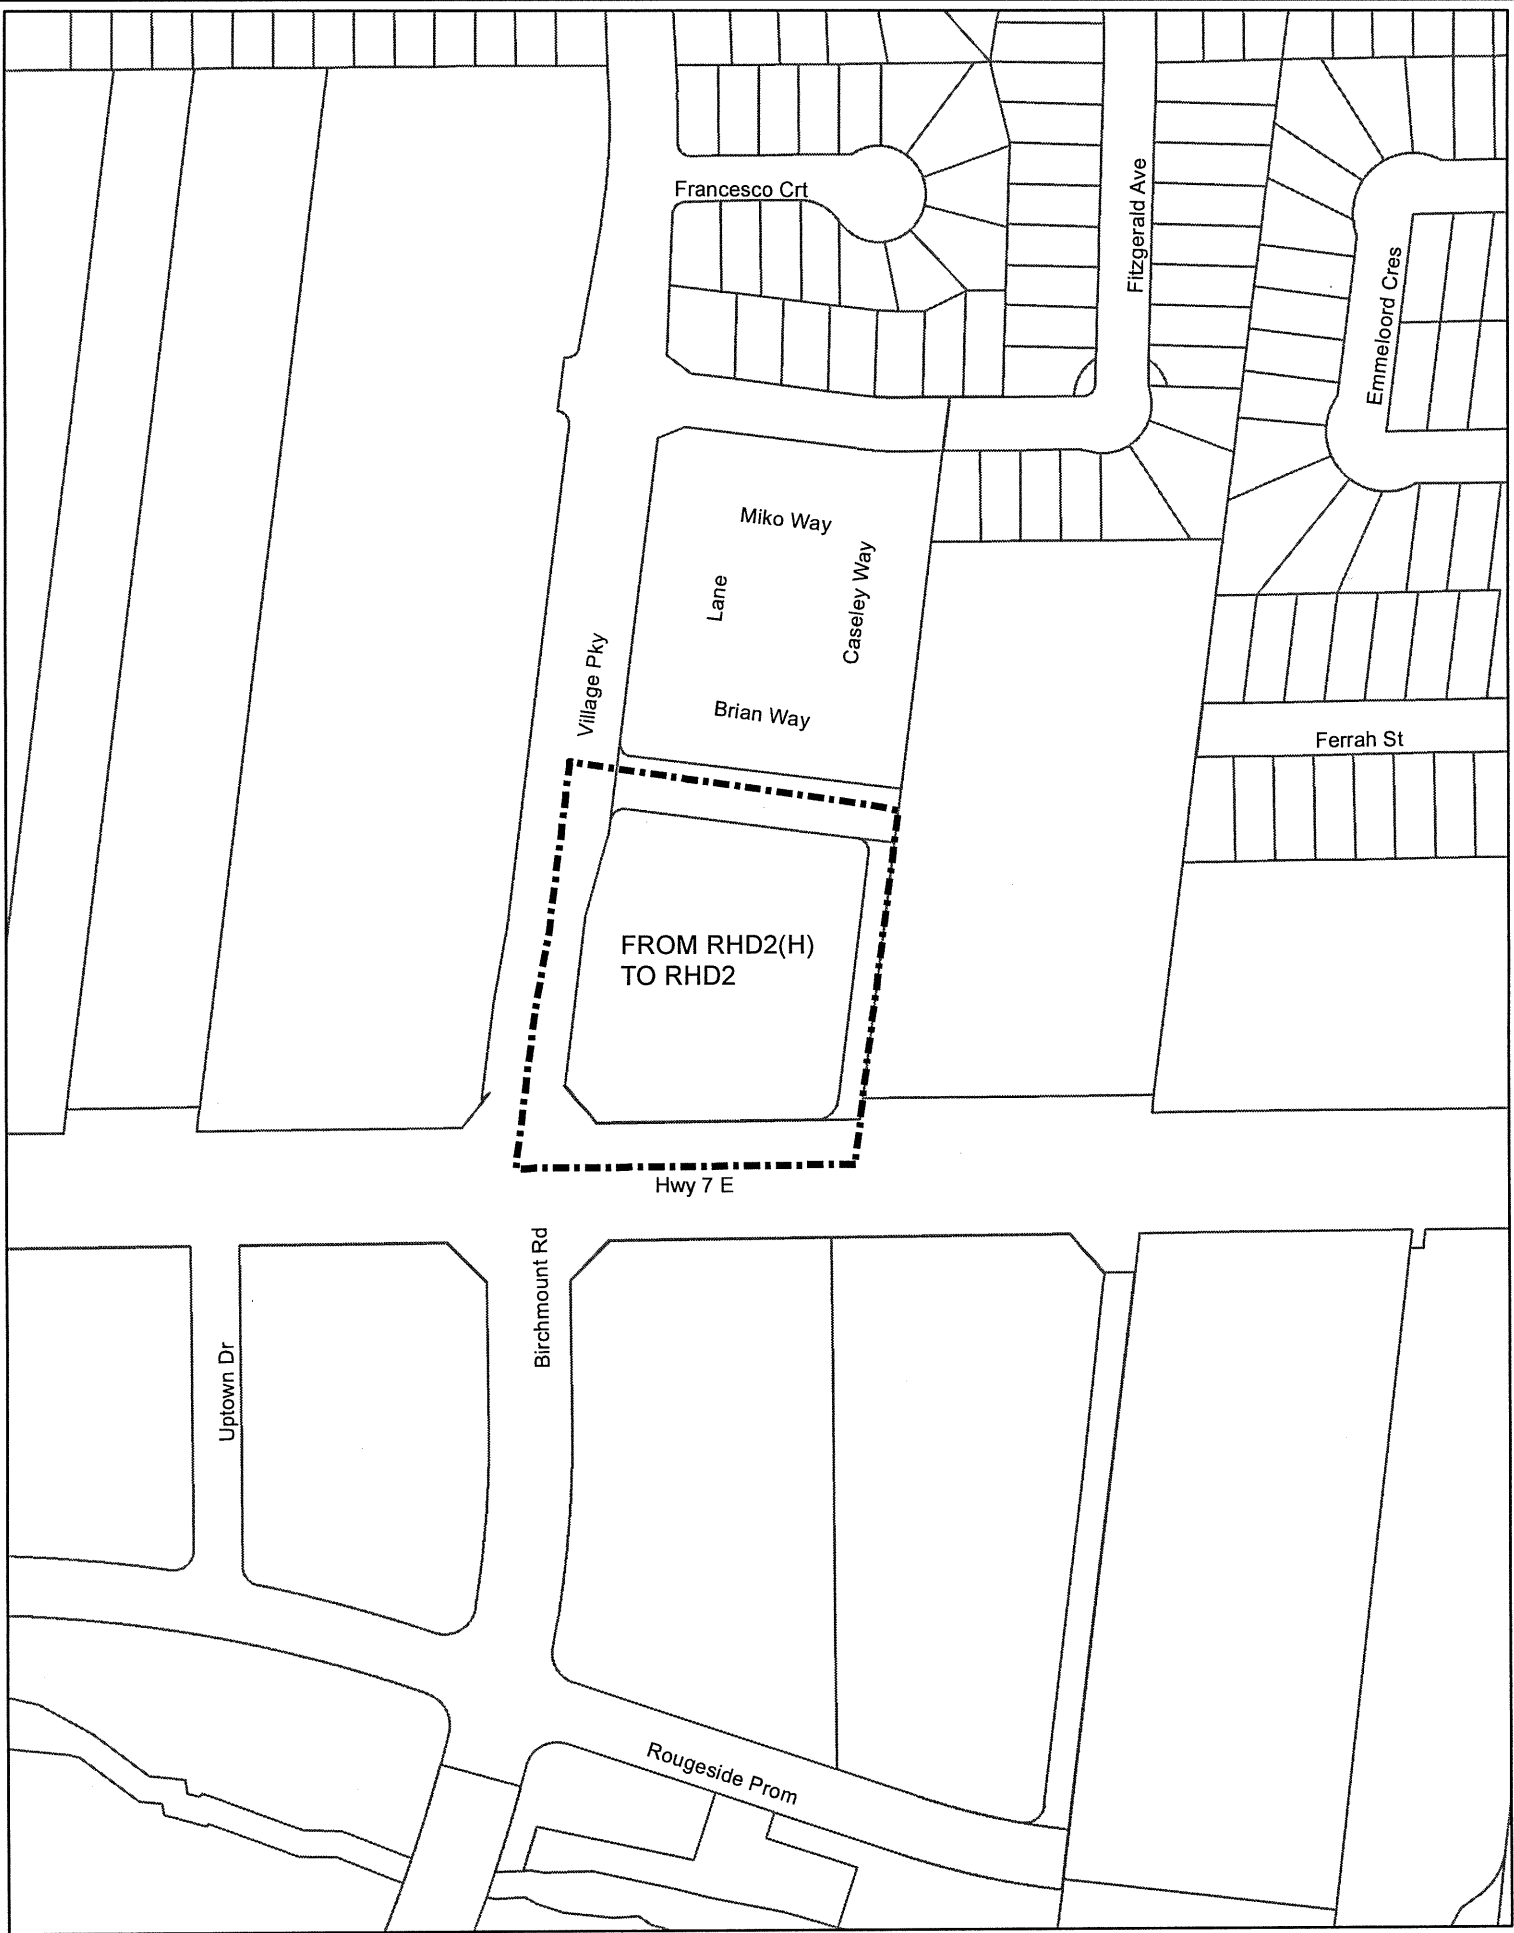 Francesco Crt
Fitzgerald Ave
Emmeloord Cres
Miko Way
Lane
Caseley Way
Village Pky
Brian Way
Ferrah St
FROM RHD2(H)
TO RHD2
Hwy 7 E
Birchmount Rd
Uptown Dr
Rougeside Prom